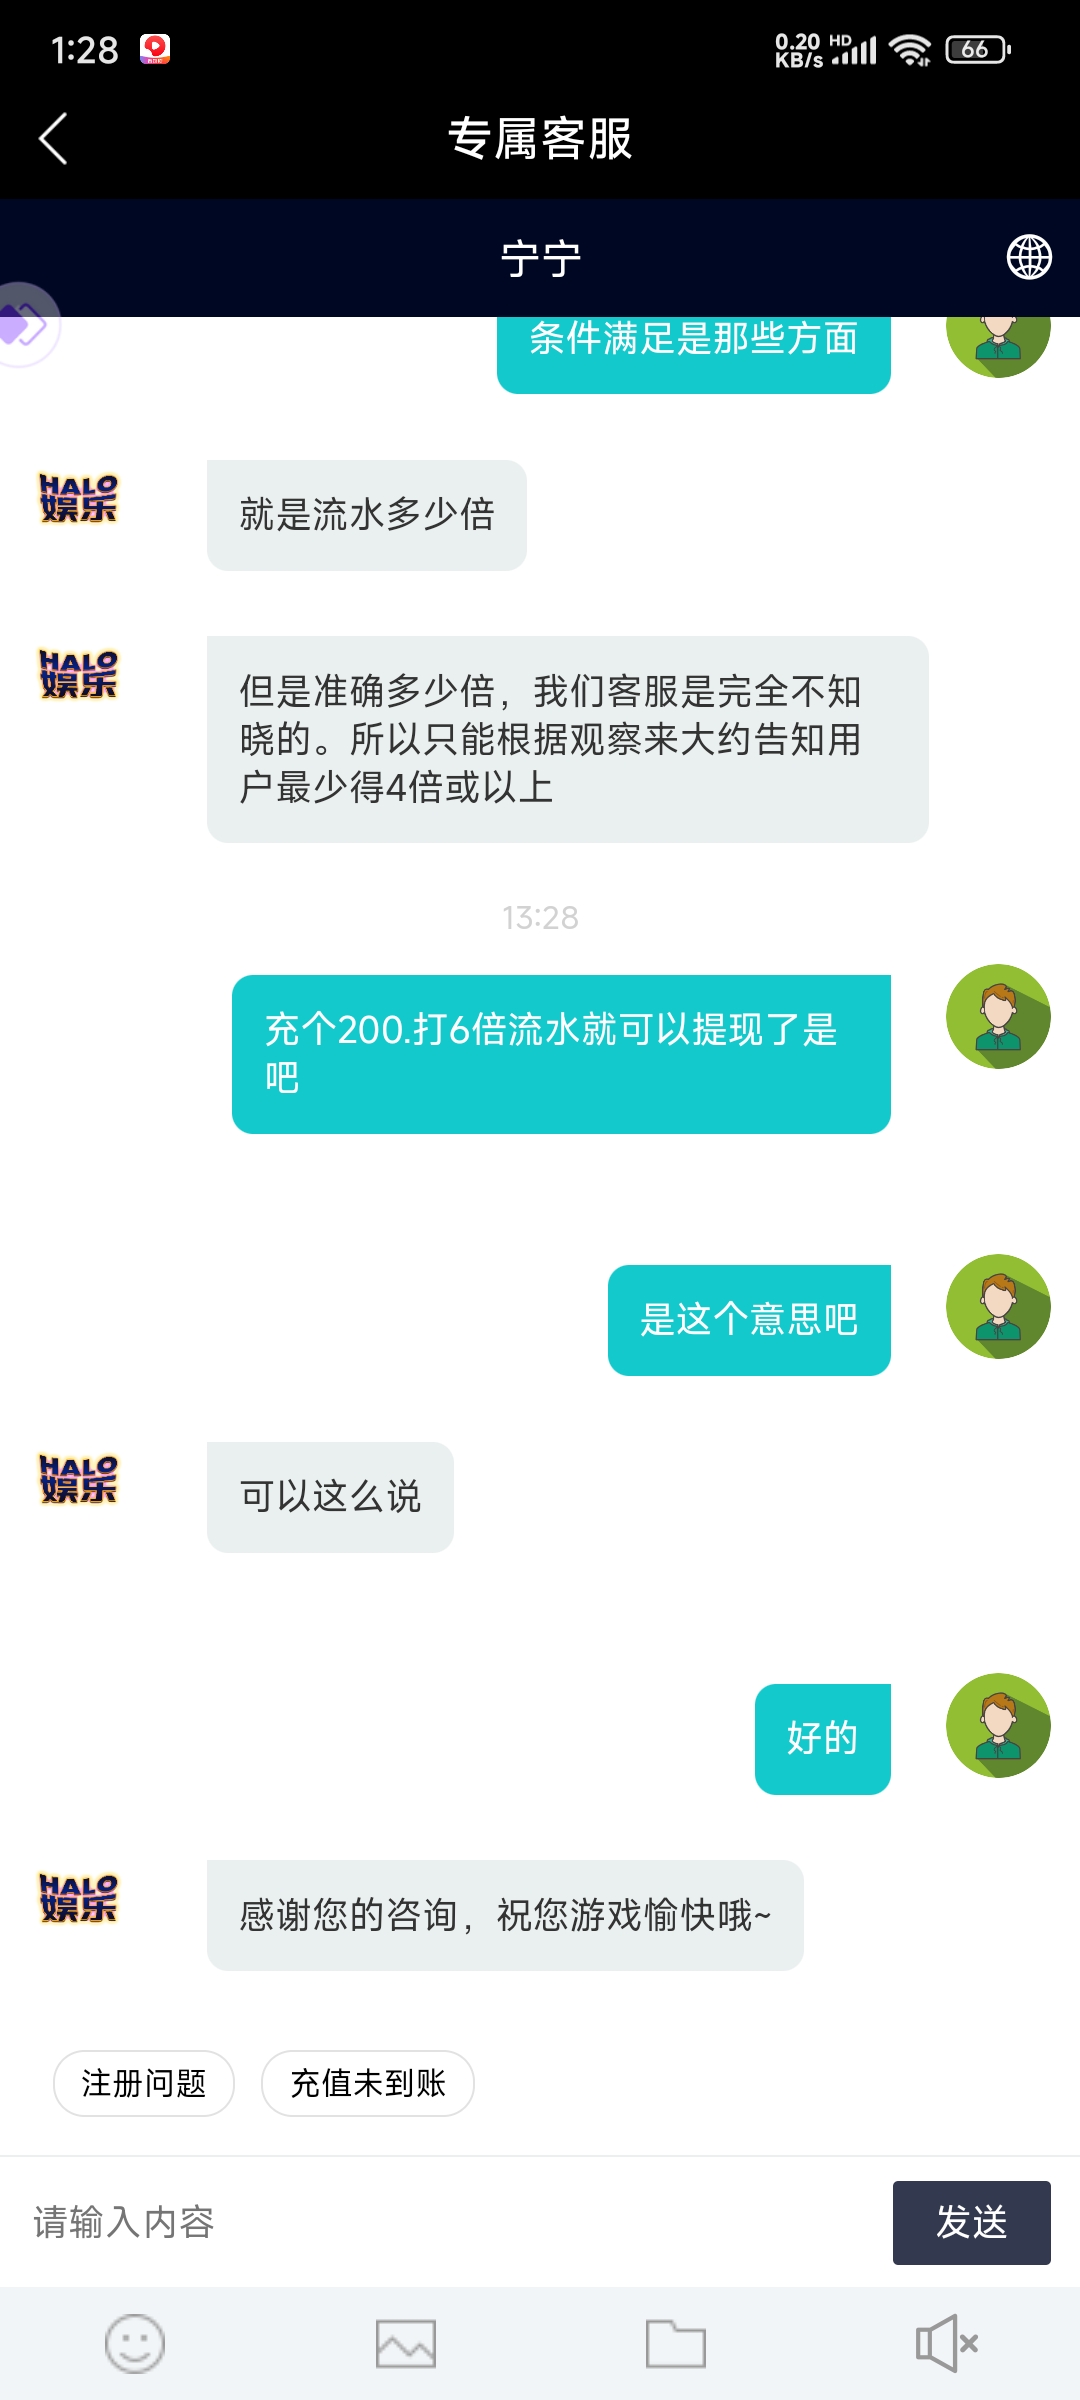 1:28
0.20
KB/s
HD
66
专属客服
宁宁
条件满足是那些方面
HALO
娱乐
就是流水多少倍
HALO
娱乐
但是准确多少倍，我们客服是完全不知
晓的。所以只能根据观察来大约告知用
户最少得4倍或以上
13:28
充个200.打6倍流水就可以提现了是
吧
是这个意思吧
HALO
娱乐
可以这么说
好的
HALO
娱乐
感谢您的咨询，祝您游戏愉快哦~
注册问题
充值未到账
请输入内容
发送